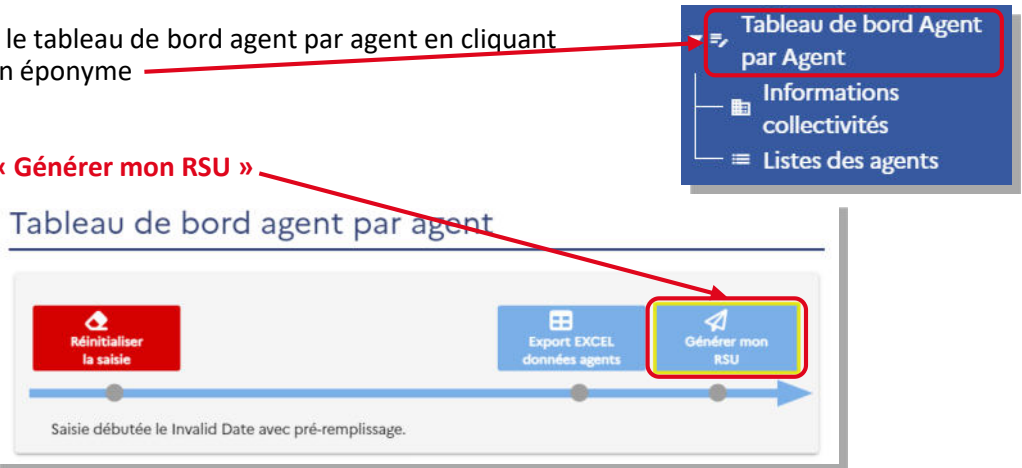 le tableau de bord agent par agent en cliquant
n éponyme
Tableau de bord Agent
par Agent
Informations
collectivités
Listes des agents
« Générer mon RSU »
Tableau de bord agent par agent
Réinitialiser
la saisie
Export EXCEL
données agents
Générer mon
RSU
Saisie débutée le Invalid Date avec pré-remplissage.